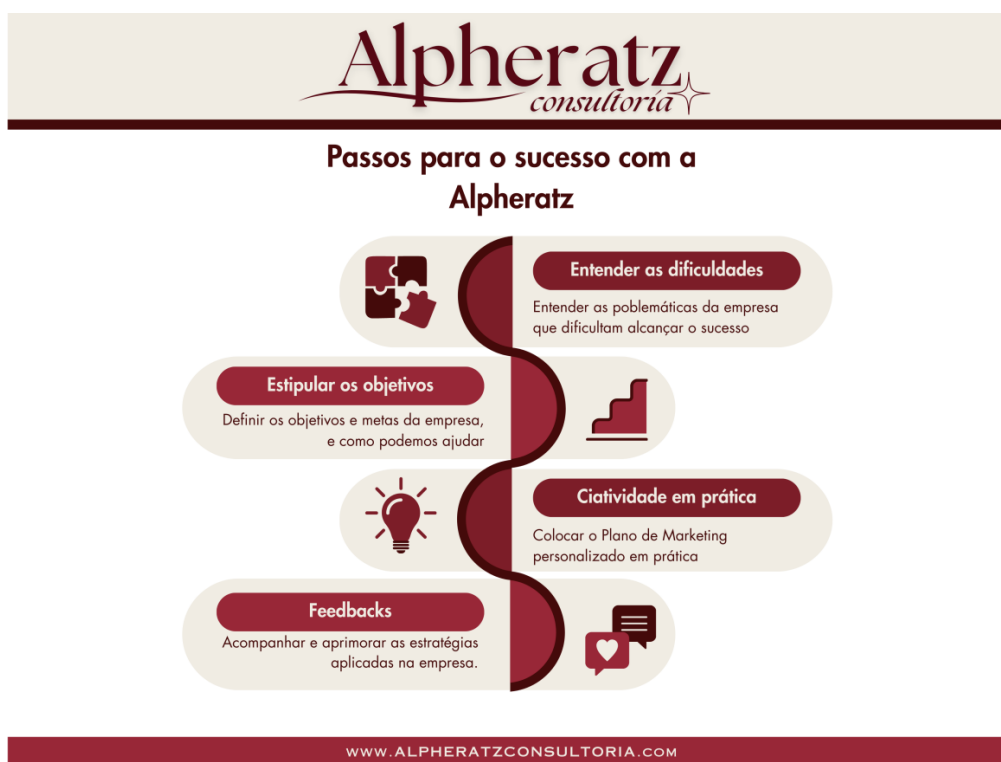 Alpheratz
consultoría
Passos para o sucesso com a
Alpheratz
Entender as dificuldades
Entender as poblemáticas da empresa
que dificultam alcançar o sucesso
Estipular os objetivos
Definir os objetivos e metas da empresa,
e como podemos ajudar
Ciatividade em prática
Colocar o Plano de Marketing
personalizado em prática
Feedbacks
Acompanhar e aprimorar as estratégias
aplicadas na empresa.
WWW.ALPHERATZCONSULTORIA.COM